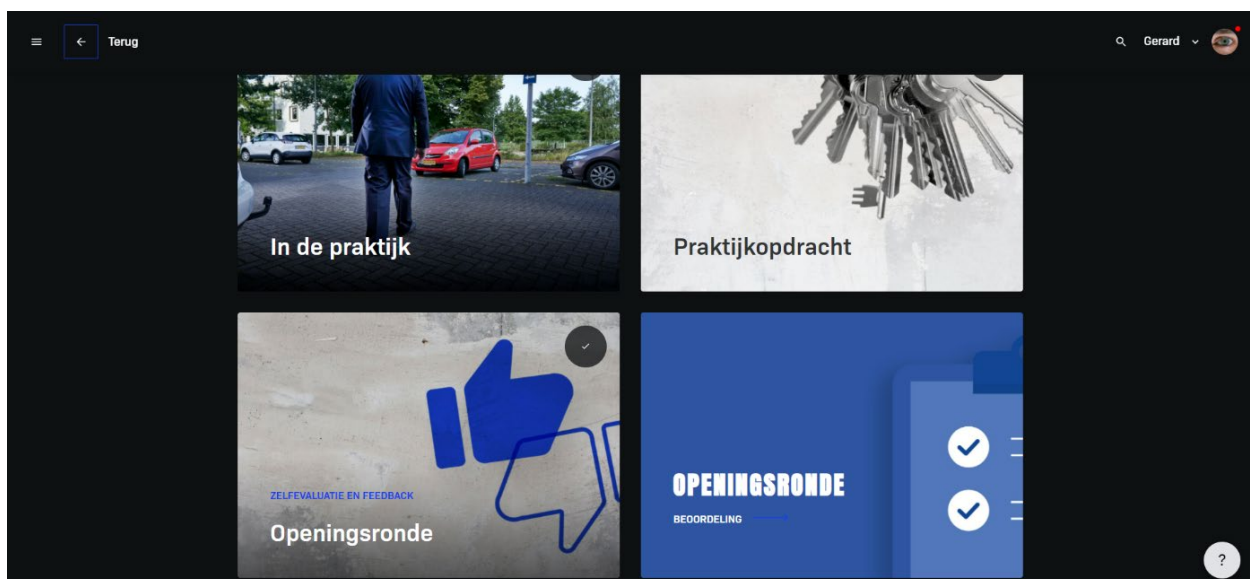 Terug
Gerard
In de praktijk
Praktijkopdracht
ZELFEVALUATIE EN FEEDBACK
Openingsronde
OPENINGSRONDE
BEOORDELING
?